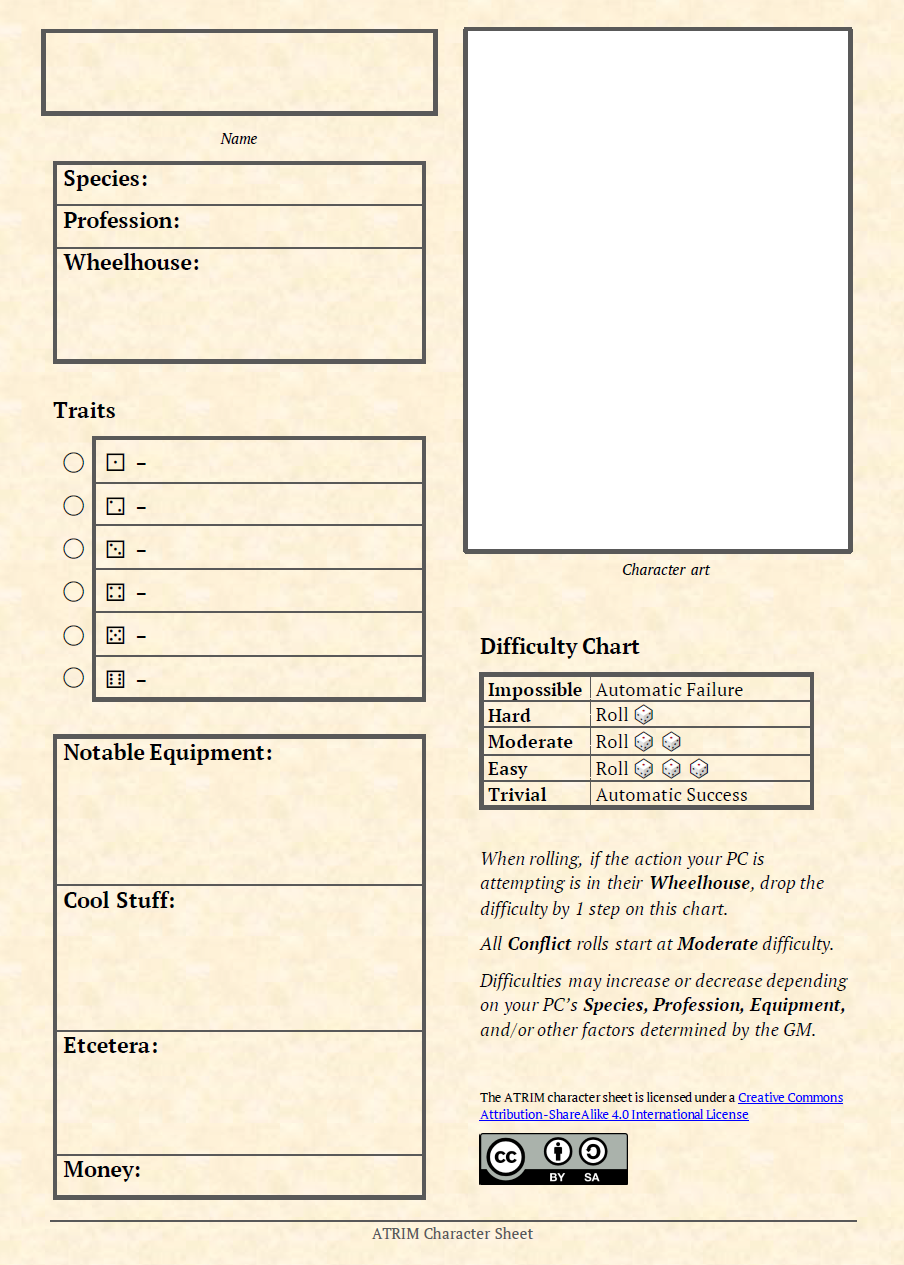 Name
Species:
Profession:
Wheelhouse:
Traits
⚀ –
⚁ –
⚂ –
⚃ –
⚄ –
⚅ –
Notable Equipment:
Cool Stuff:
Etcetera:
Money:
Character art
Difficulty Chart
Impossible Automatic Failure
Hard Roll 🎲
Moderate Roll 🎲 🎲
Easy Roll 🎲 🎲 🎲
Trivial Automatic Success
When rolling, if the action your PC is
attempting is in their Wheelhouse, drop the
difficulty by 1 step on this chart.
All Conflict rolls start at Moderate difficulty.
Difficulties may increase or decrease depending
on your PC’s Species, Profession, Equipment,
and/or other factors determined by the GM.
The ATRIM character sheet is licensed under a Creative Commons
Attribution-ShareAlike 4.0 International License
cc BY SA
ATRIM Character Sheet